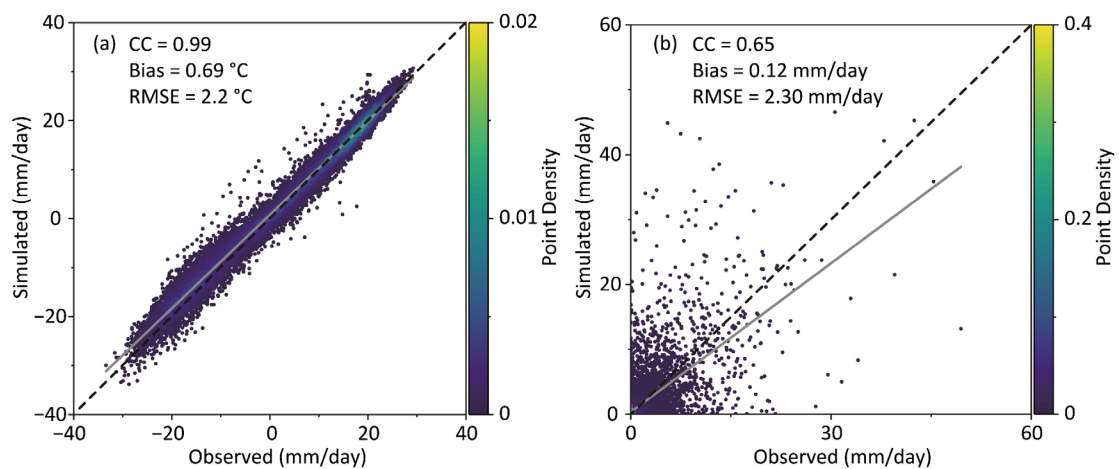 (a) CC = 0.99
Bias = 0.69 °C
RMSE = 2.2 °C
40
20
0
−20
−40
Simulated (mm/day)
−40 −20 0 20 40
Observed (mm/day)
0.02
0.01
0
Point Density
(b) CC = 0.65
Bias = 0.12 mm/day
RMSE = 2.30 mm/day
60
40
20
0
Simulated (mm/day)
0 30 60
Observed (mm/day)
0.4
0.2
0
Point Density